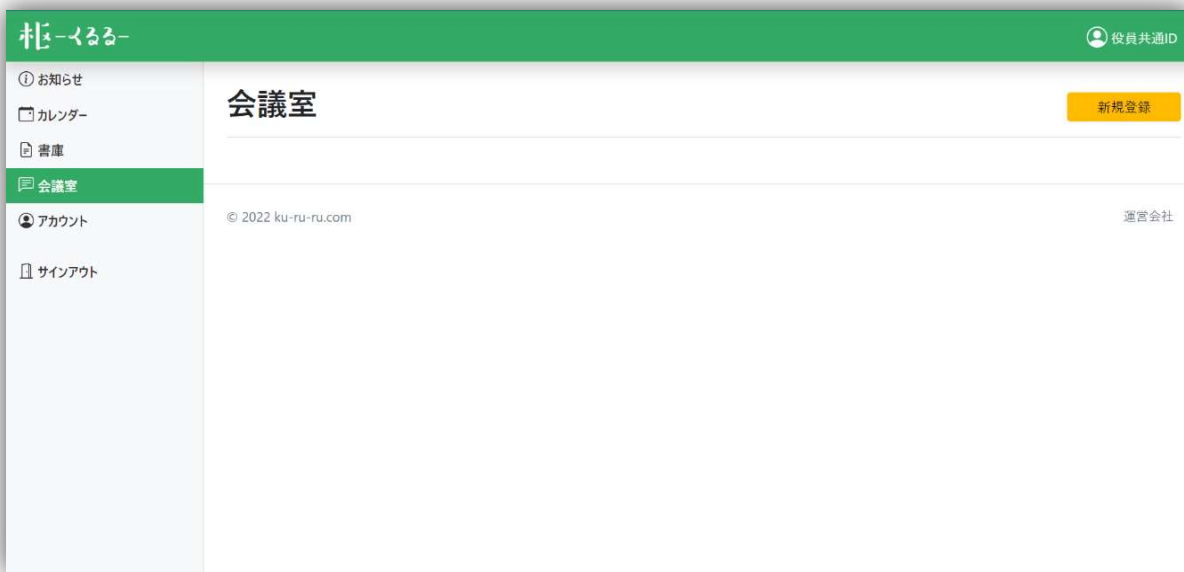 枢-くるる-
役員共通ID
お知らせ
カレンダー
書庫
会議室
アカウント
サインアウト
会議室
新規登録
© 2022 ku-ru-ru.com
運営会社